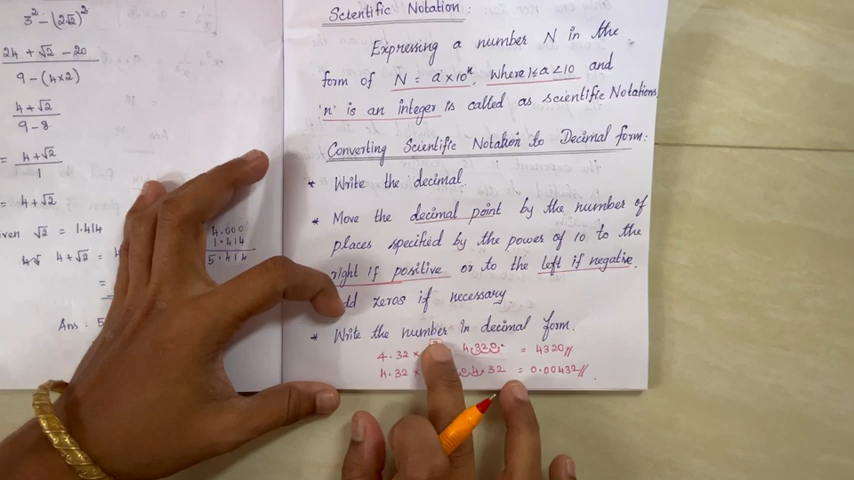 3² - (2√2)²
24 + √2 - 20
9 - (4×2)
4+√2
9-8
= 4+√2
1
= 4+√2
√2 = 1.414
4+√2 =
4.000
1.414
5.414
=
Ans : 5
Scientific Notation :
Expressing a number N in the
form of N = a×10ⁿ, Where 1≤a<10 and
'n' is an integer is called as scientific Notation,
Converting Scientific Notation to Decimal form :
* Write the decimal
* Move the decimal point by the number of
places specified by the power of 10 to the
right if positive or to the left if negative.
zeros if necessary
* Write the number in decimal form.
4.32 × 4.320 = 4320//
4.32 × 32 = 0.00432//